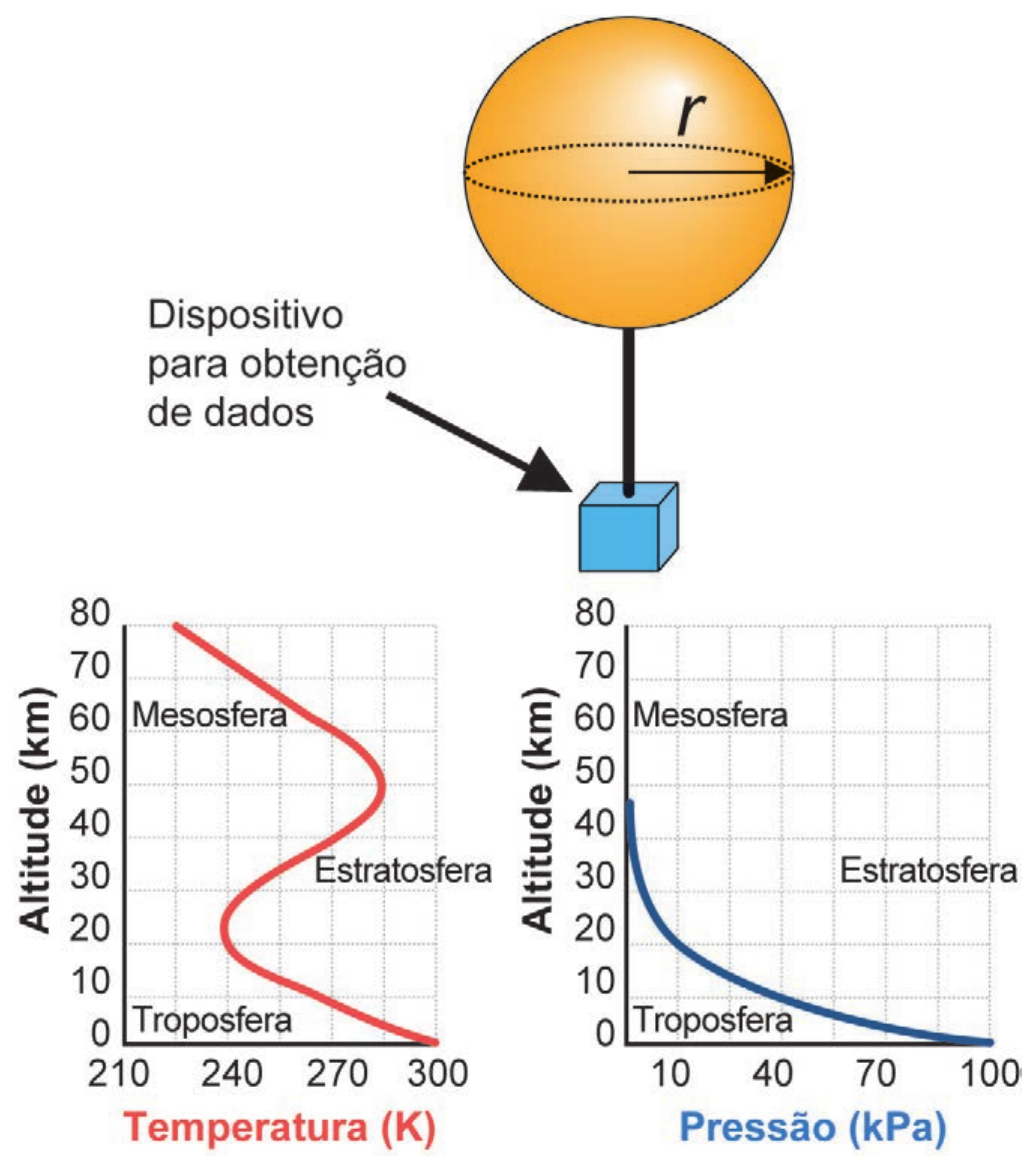 r
Dispositivo
para obtenção
de dados
80
70
60
50
40
30
20
10
0
Altitude (km)
Mesosfera
Estratosfera
Troposfera
210 240 270 300
Temperatura (K)
80
70
60
50
40
30
20
10
0
Altitude (km)
Mesosfera
Estratosfera
Troposfera
10 40 70 100
Pressão (kPa)